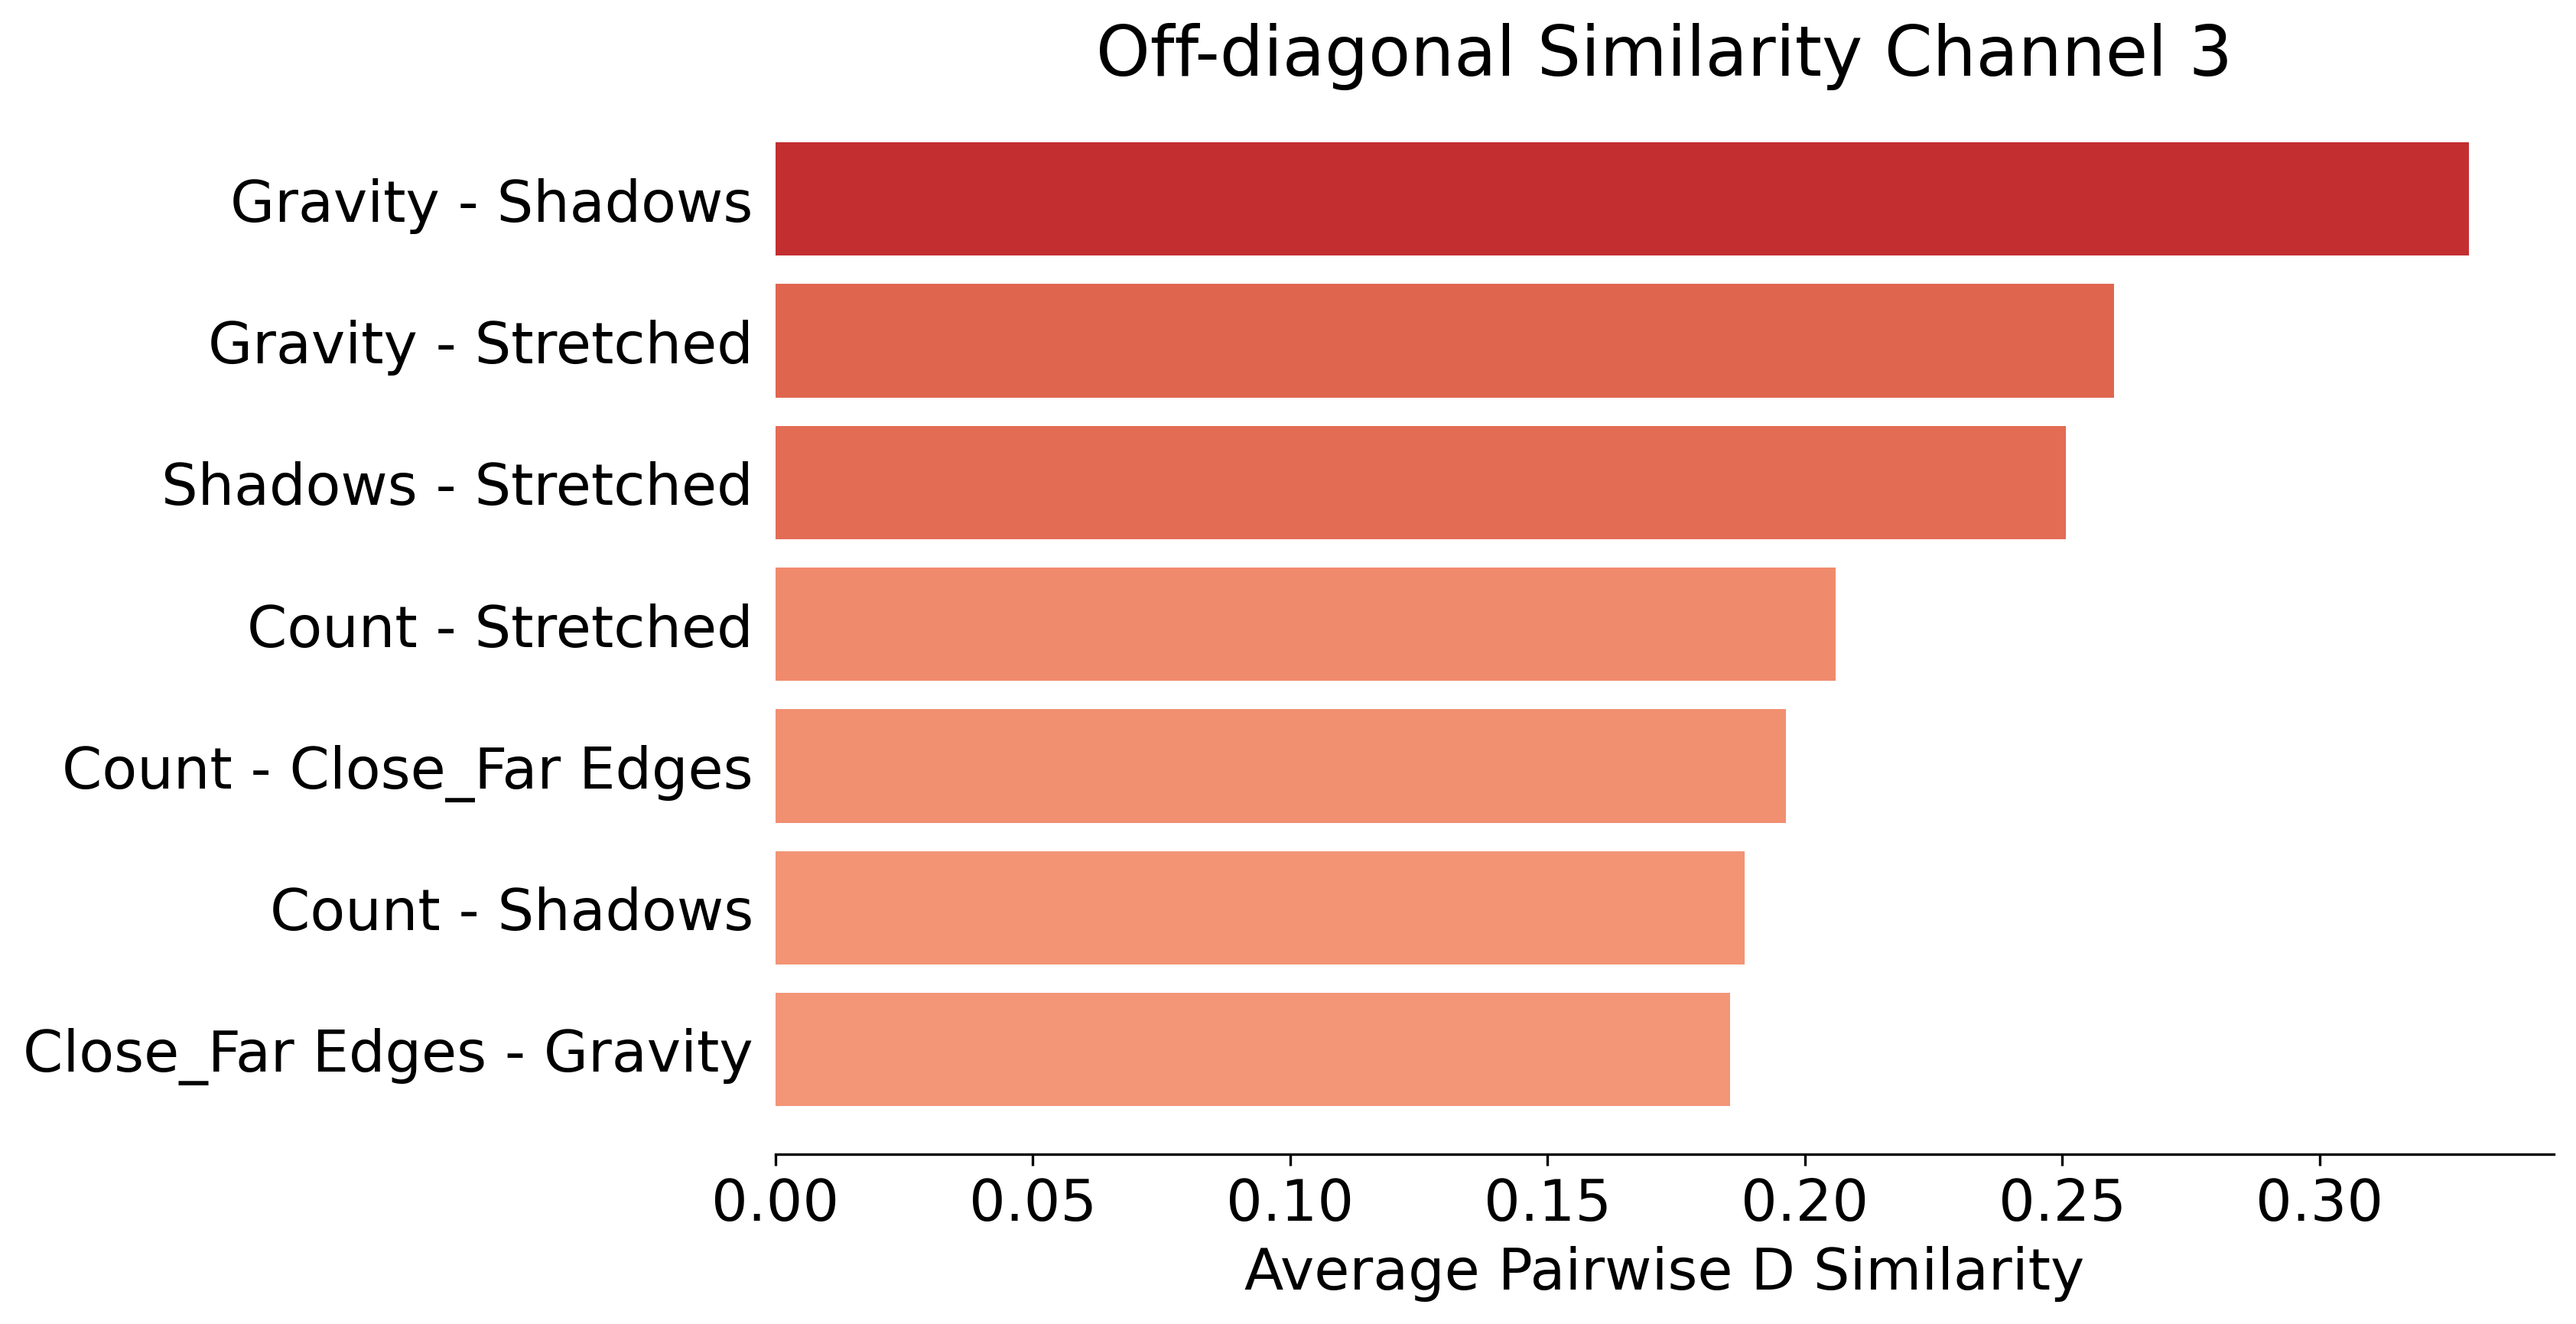 Off-diagonal Similarity Channel 3
Gravity - Shadows
Gravity - Stretched
Shadows - Stretched
Count - Stretched
Count - Close_Far Edges
Count - Shadows
Close_Far Edges - Gravity
0.00 0.05 0.10 0.15 0.20 0.25 0.30
Average Pairwise D Similarity